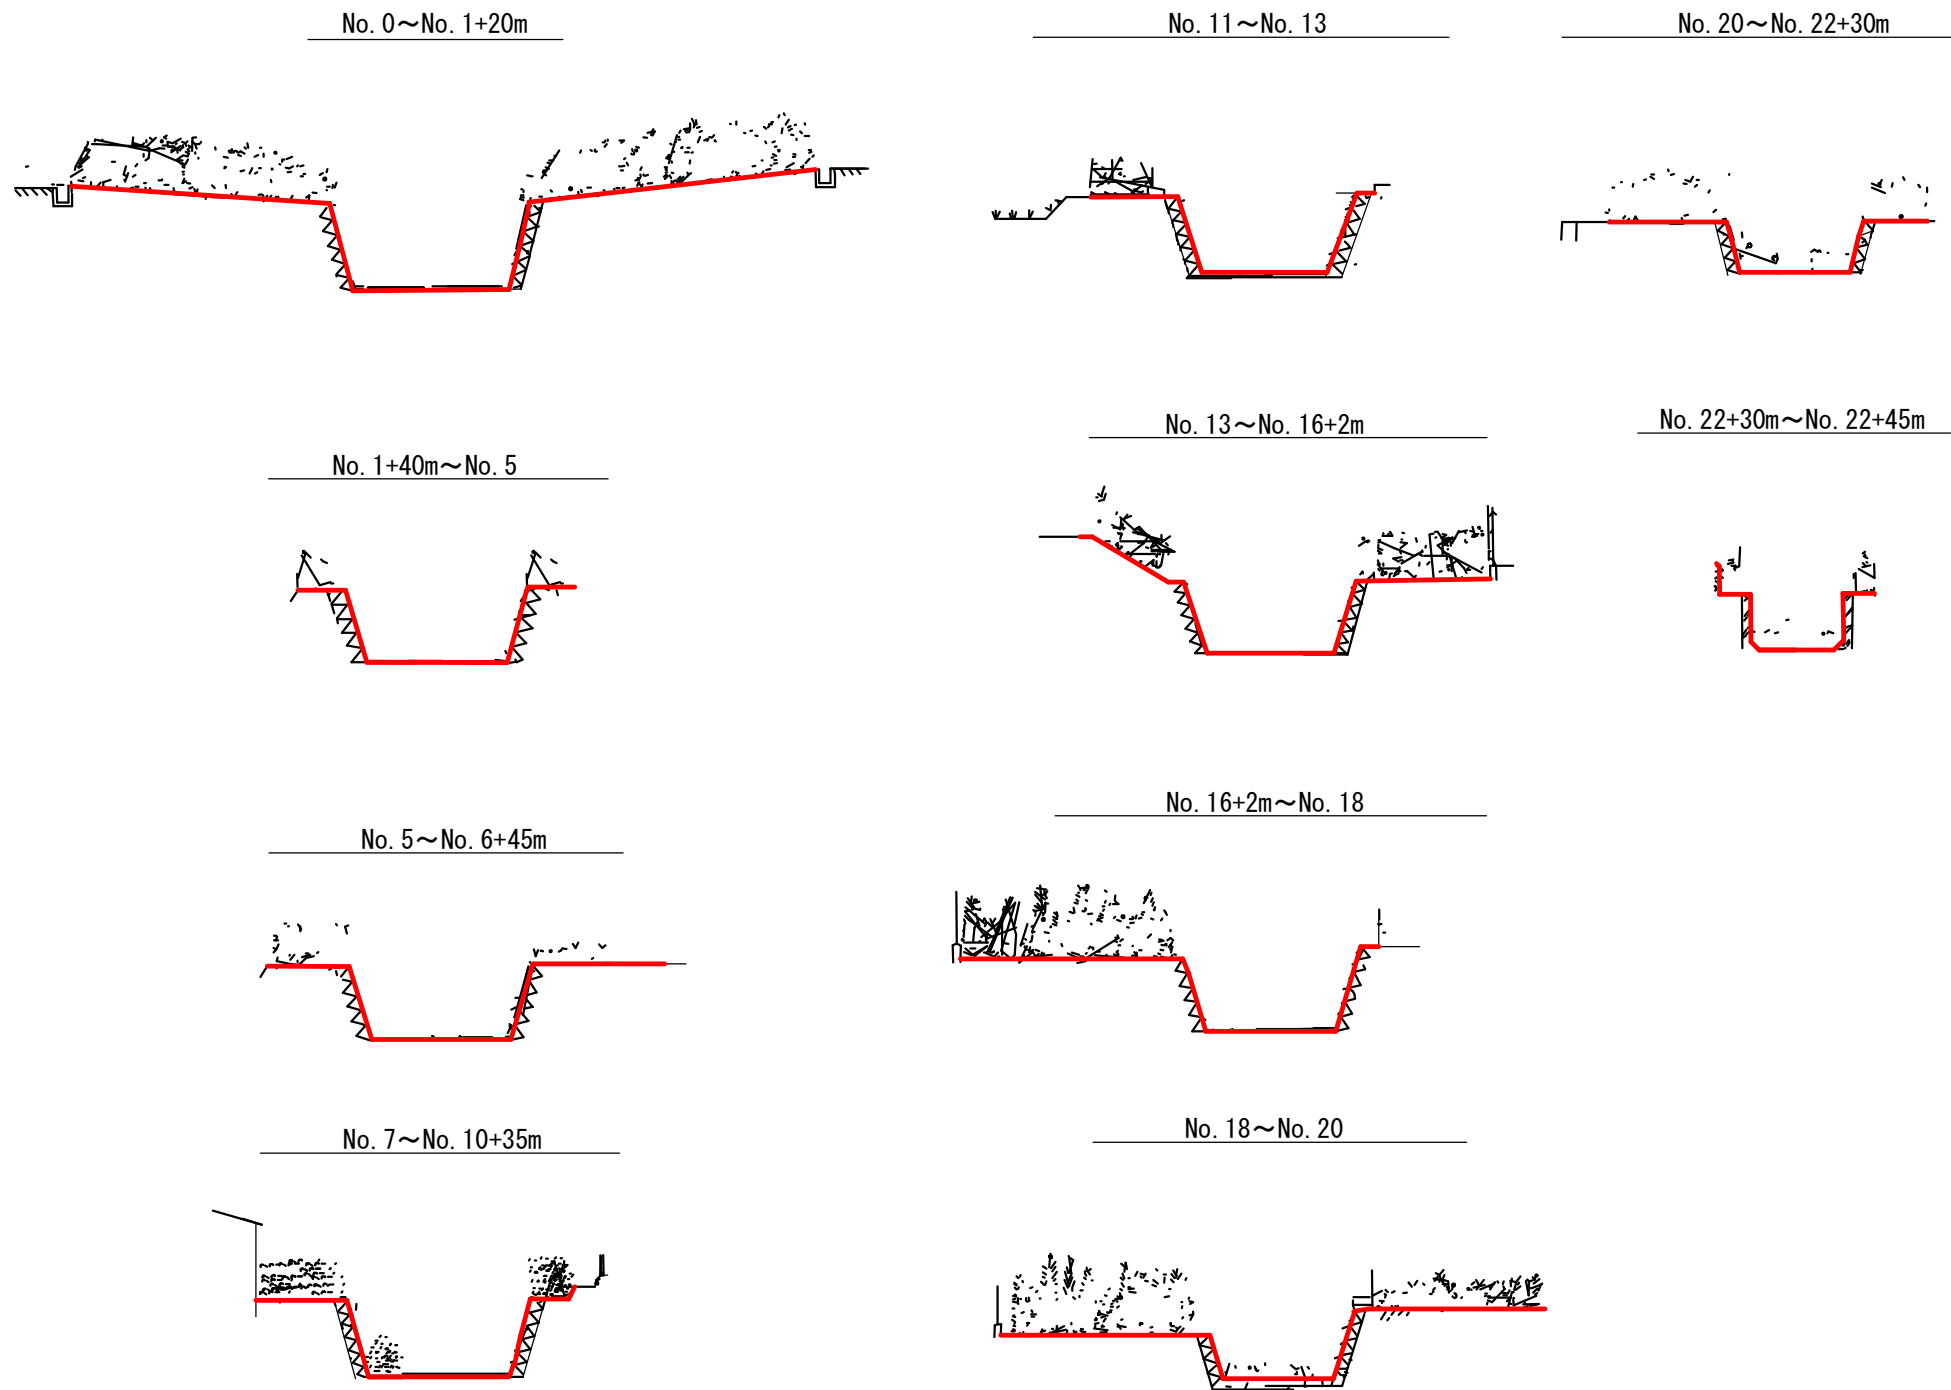 No.0～No.1+20m
No.1+40m～No.5
No.5～No.6+45m
No.7～No.10+35m
No.11～No.13
No.13～No.16+2m
No.16+2m～No.18
No.18～No.20
No.20～No.22+30m
No.22+30m～No.22+45m